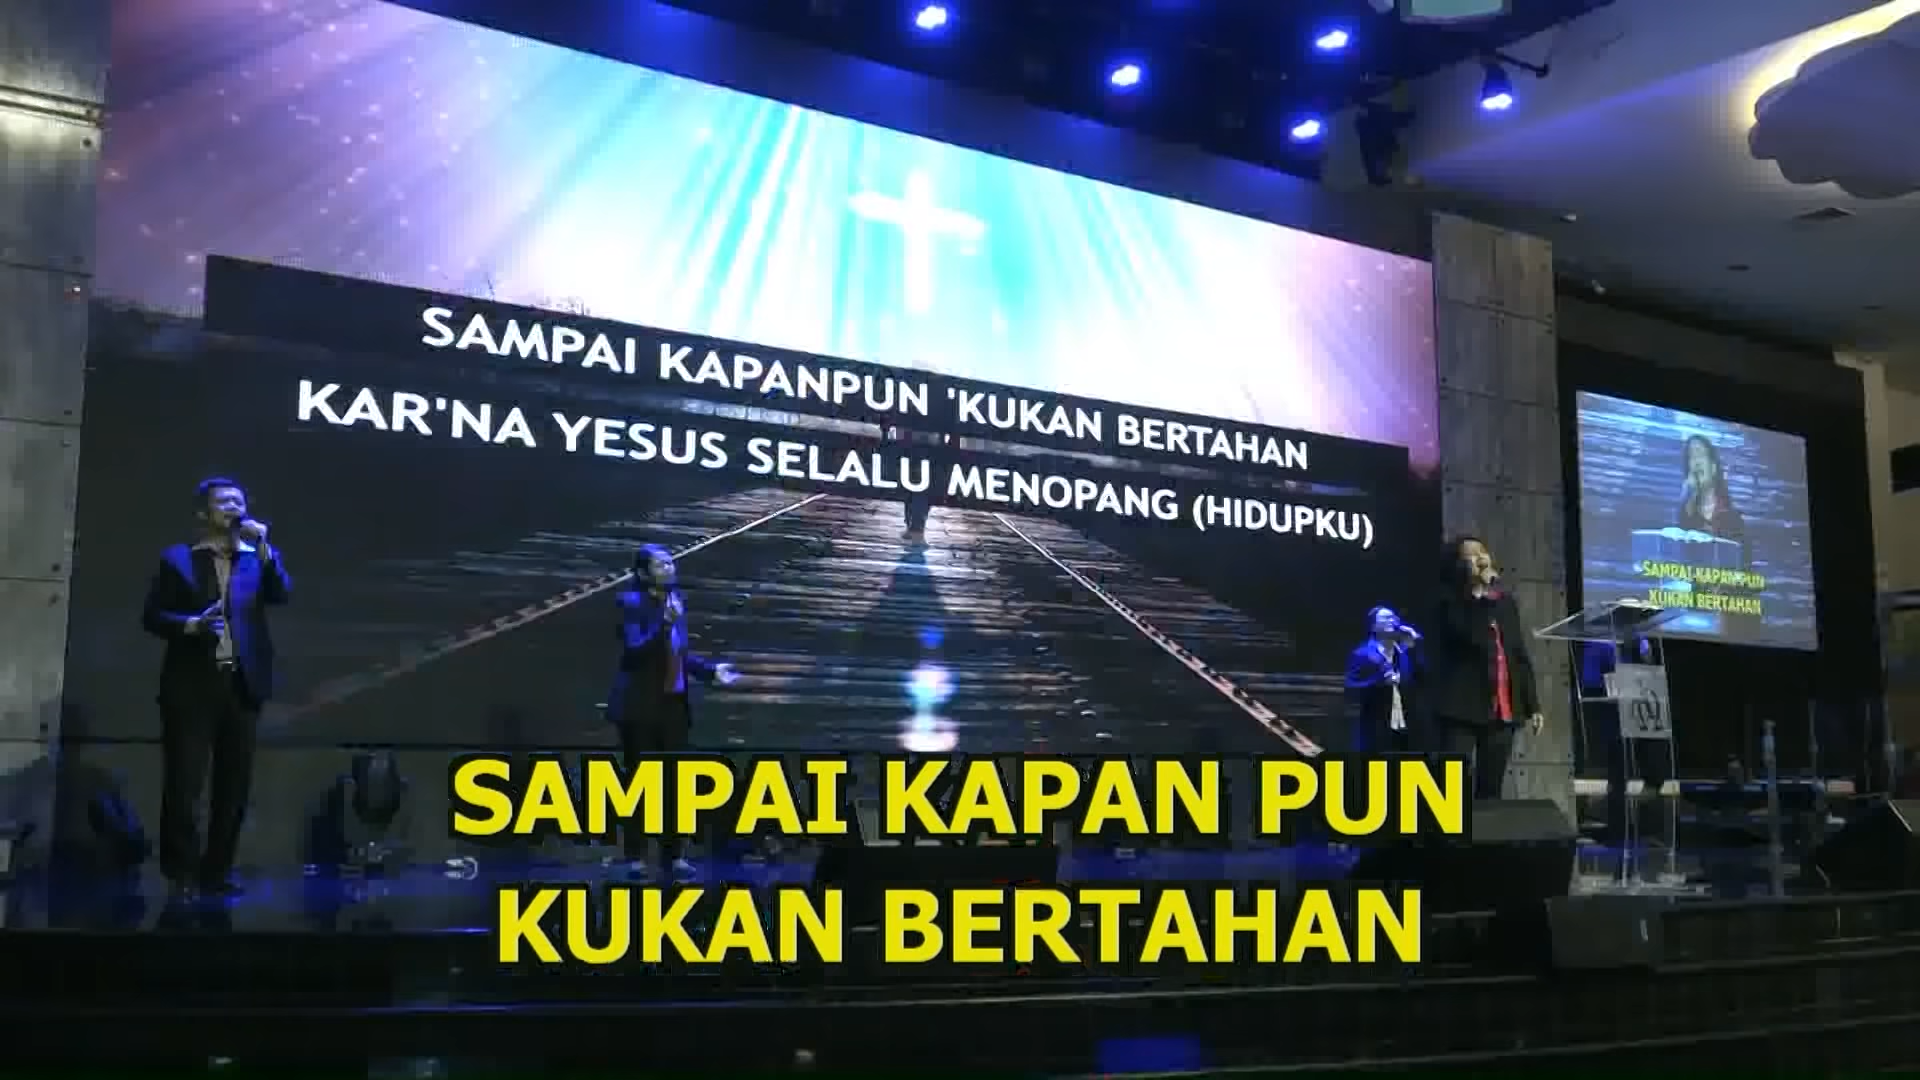 SAMPAI KAPANPUN 'KUKAN BERTAHAN
KAR'NA YESUS SELALU MENOPANG (HIDUPKU)
SAMPAI KAPAN PUN
KUKAN BERTAHAN
SAMPAI KAPAN PUN
KUKAN BERTAHAN